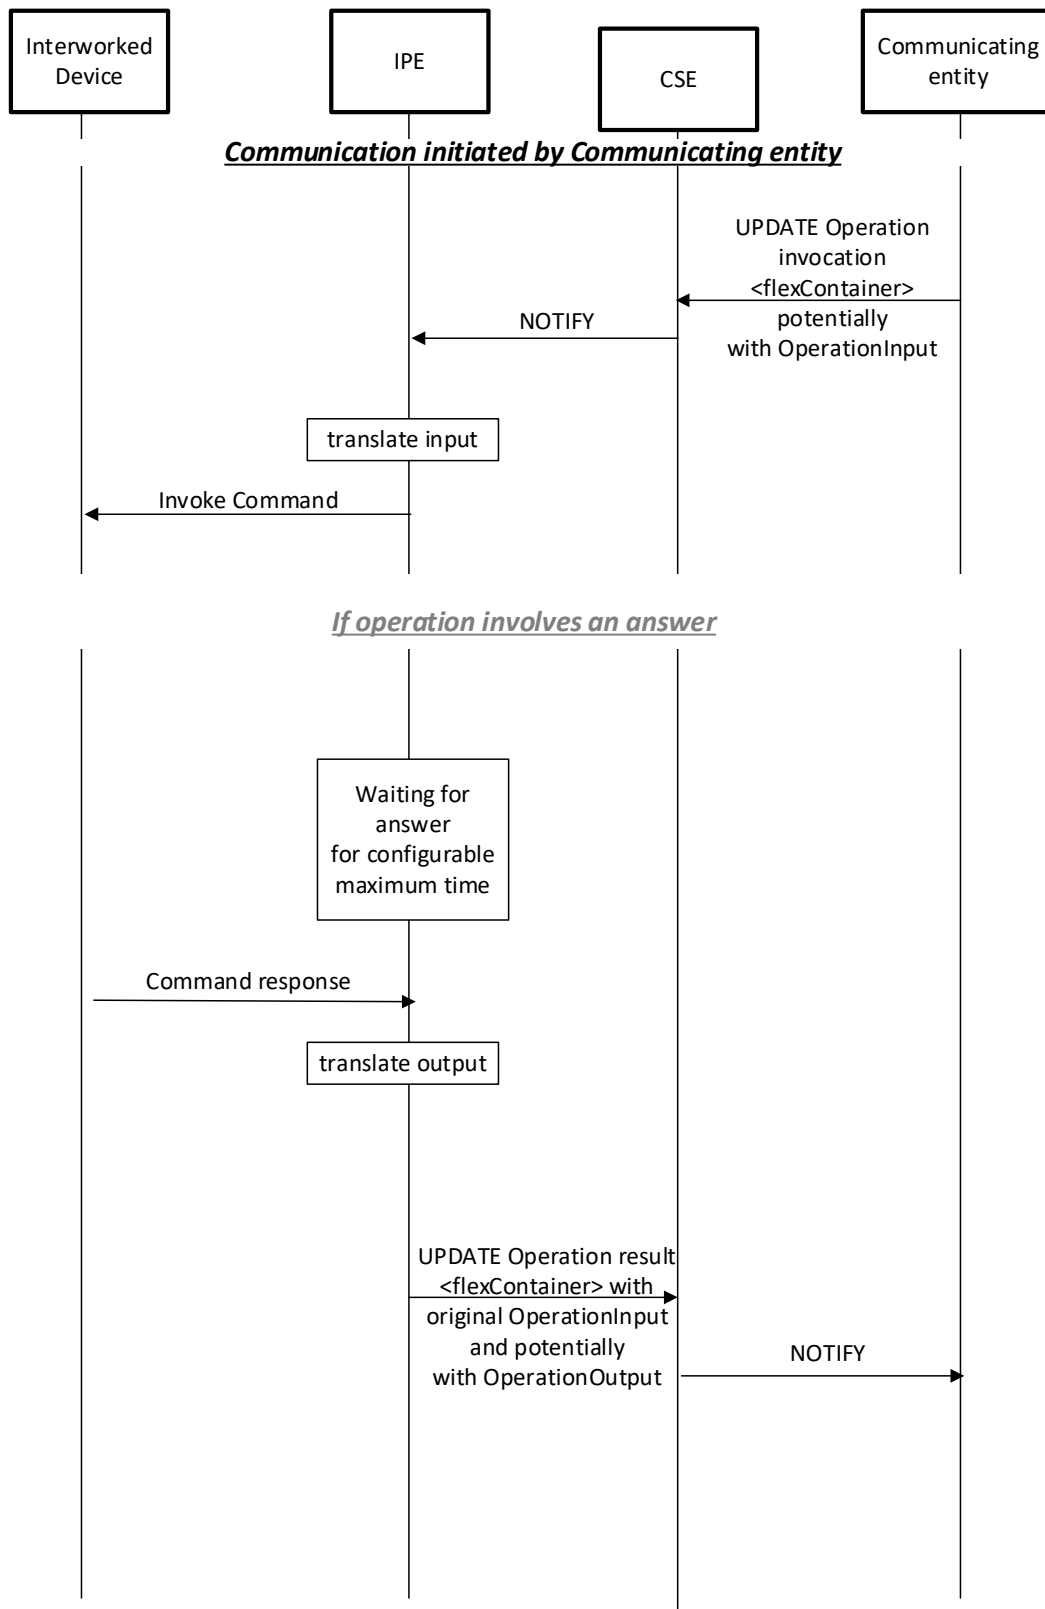 Interworked
Device
IPE
CSE
Communicating
entity
Communication initiated by Communicating entity
UPDATE Operation
invocation
<flexContainer>
potentially
with OperationInput
NOTIFY
translate input
Invoke Command
If operation involves an answer
Waiting for
answer
for configurable
maximum time
Command response
translate output
UPDATE Operation result
<flexContainer> with
original OperationInput
and potentially
with OperationOutput
NOTIFY